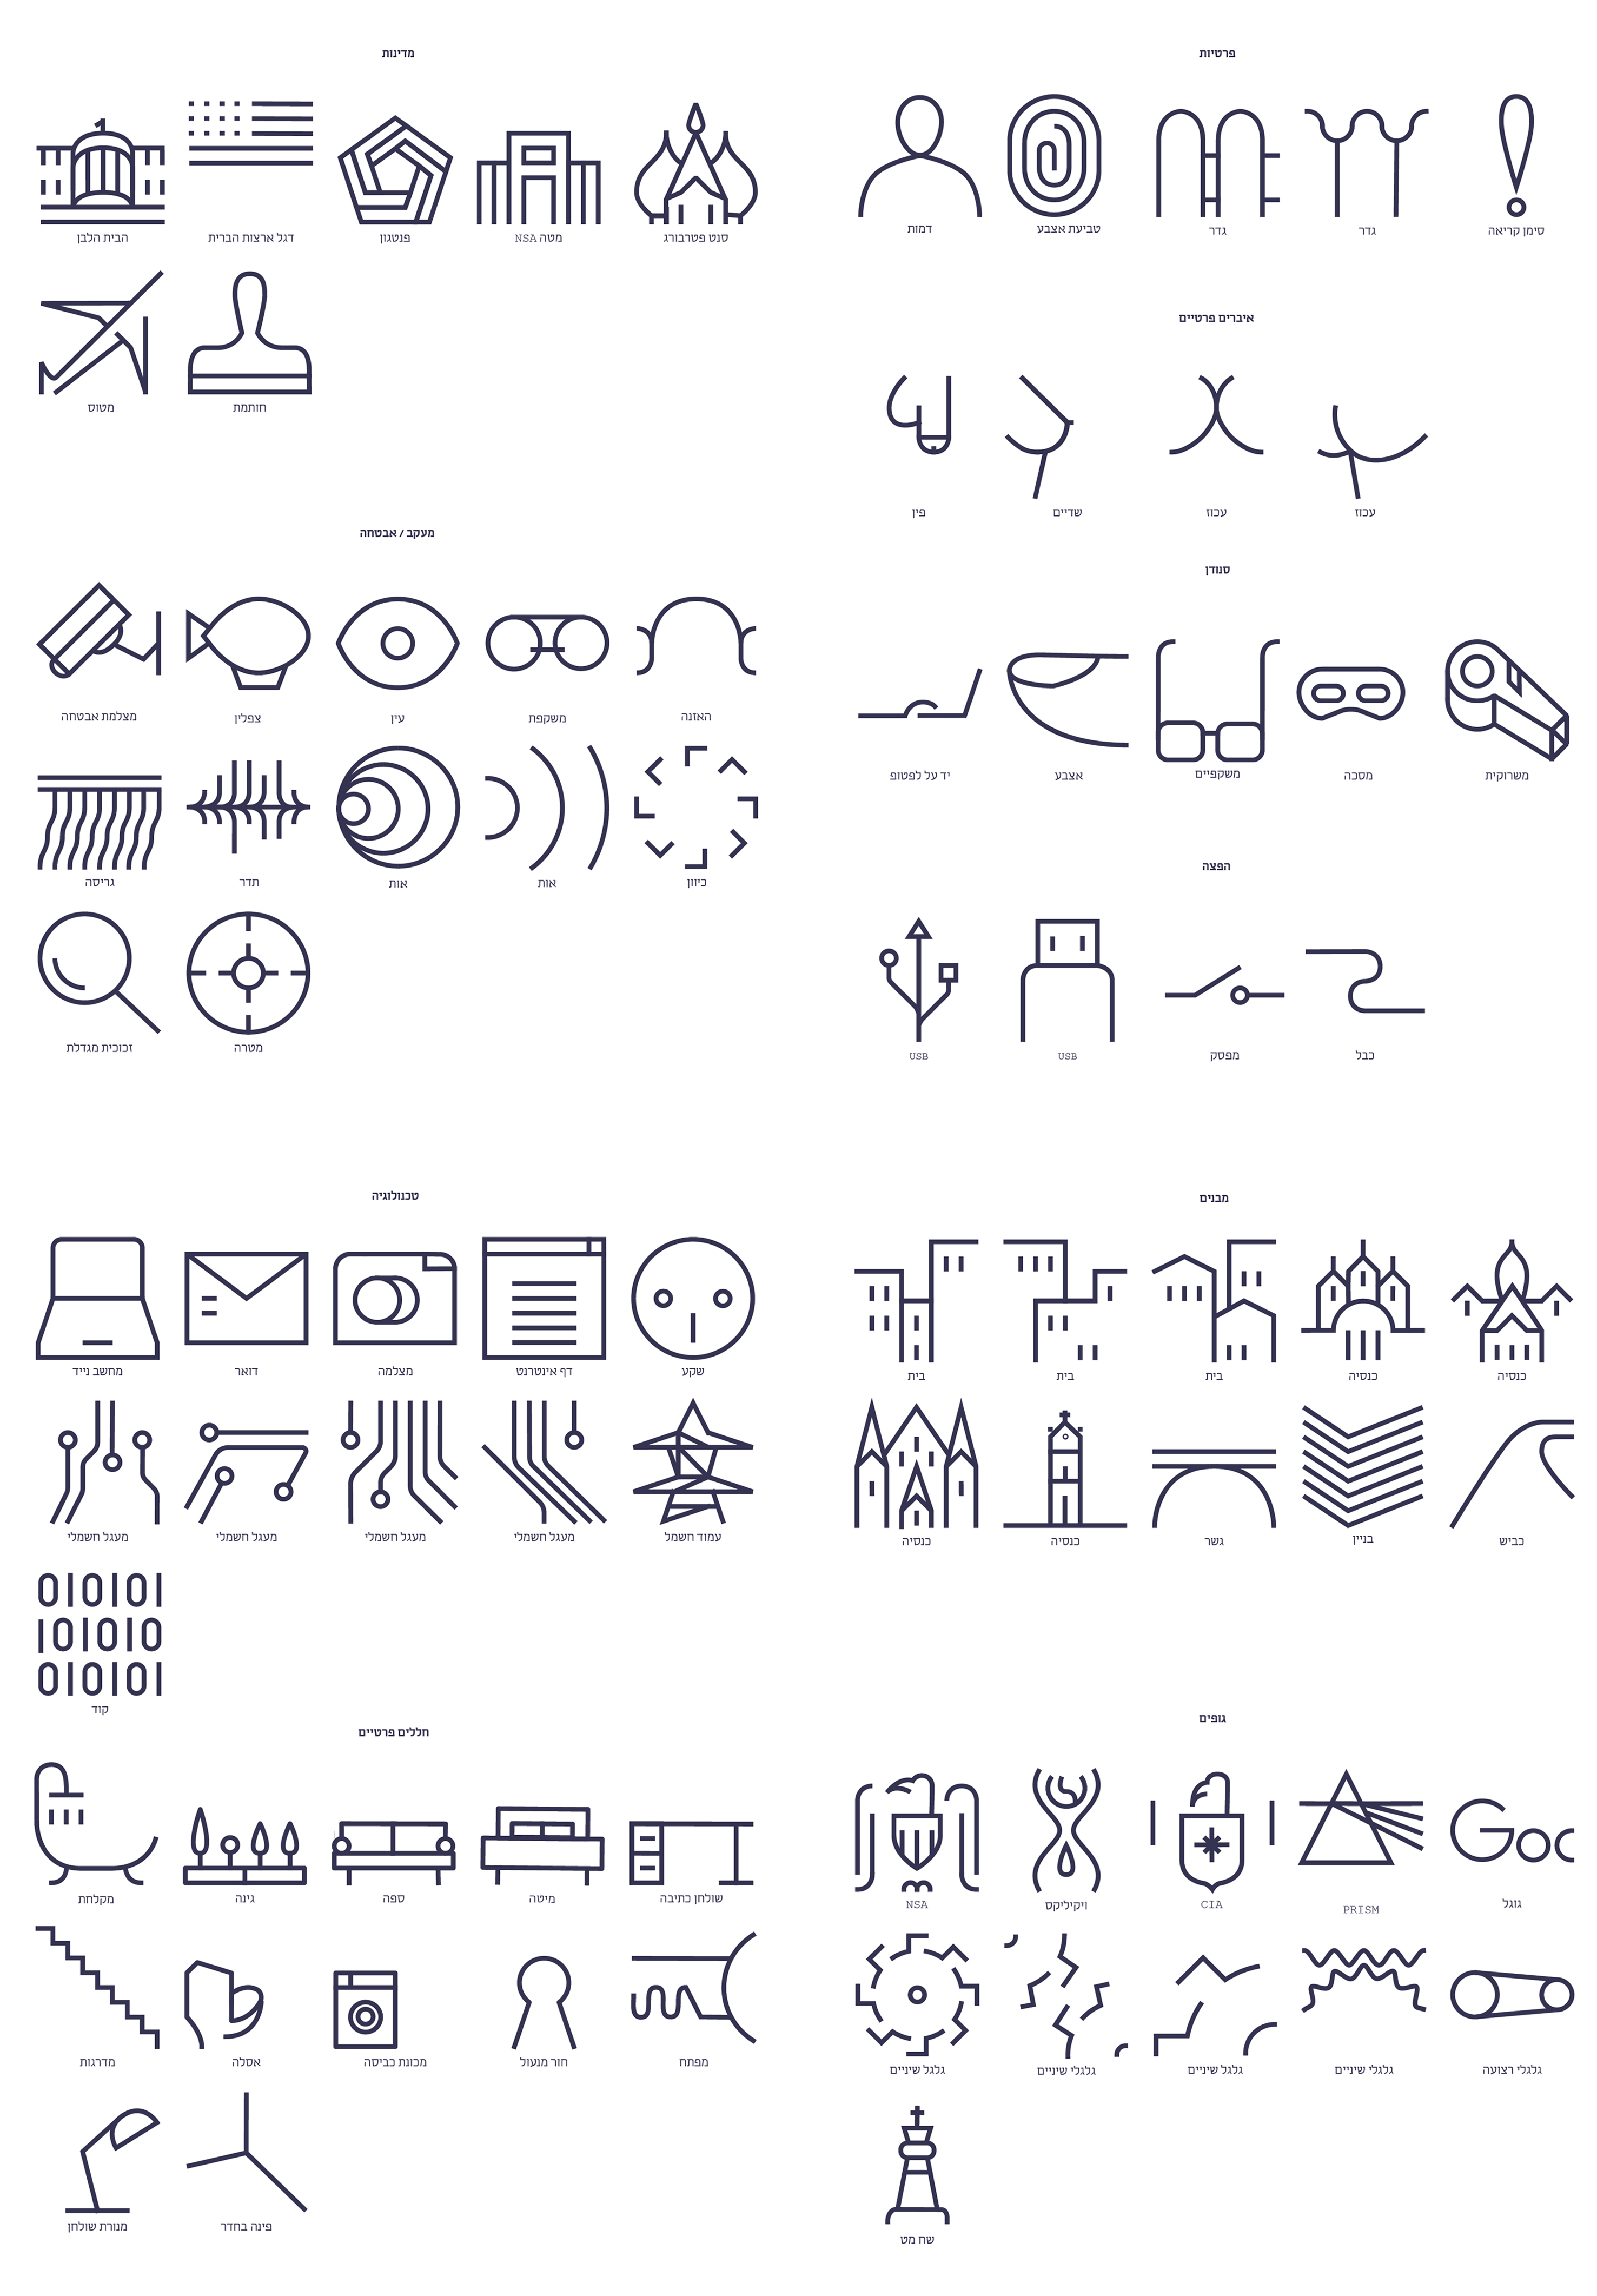 פרטיות
סימן קריאה
גדר
גדר
טביעת אצבע
דמות
איברים פרטיים
עכוז
עכוז
שדיים
פין
סנודן
משרוקית
מסכה
משקפיים
אצבע
יד על לפטופ
הפצה
כבל
מפסק
USB
USB
מבנים
כנסיה
כנסיה
בית
בית
בית
כביש
בניין
גשר
כנסיה
כנסיה
גופים
Goc
גוגל
PRISM
CIA
ויקיליקס
NSA
גלגלי רצועה
גלגלי שיניים
גלגל שיניים
גלגלי שיניים
גלגל שיניים
שח מט
מדינות
סנט פטרבורג
מטה NSA
פנטגון
דגל ארצות הברית
הבית הלבן
חותמת
מטוס
מעקב / אבטחה
האזנה
משקפת
עין
צפלין
מצלמת אבטחה
כיוון
אות
אות
תדר
גריסה
מטרה
זכוכית מגדלת
טכנולוגיה
שקע
דף אינטרנט
מצלמה
דואר
מחשב נייד
עמוד חשמל
מעגל חשמלי
מעגל חשמלי
מעגל חשמלי
מעגל חשמלי
010101
101010
010101
קוד
חללים פרטיים
שולחן כתיבה
מיטה
ספה
גינה
מקלחת
מפתח
חור מנעול
מכונת כביסה
אסלה
מדרגות
פינה בחדר
מנורת שולחן